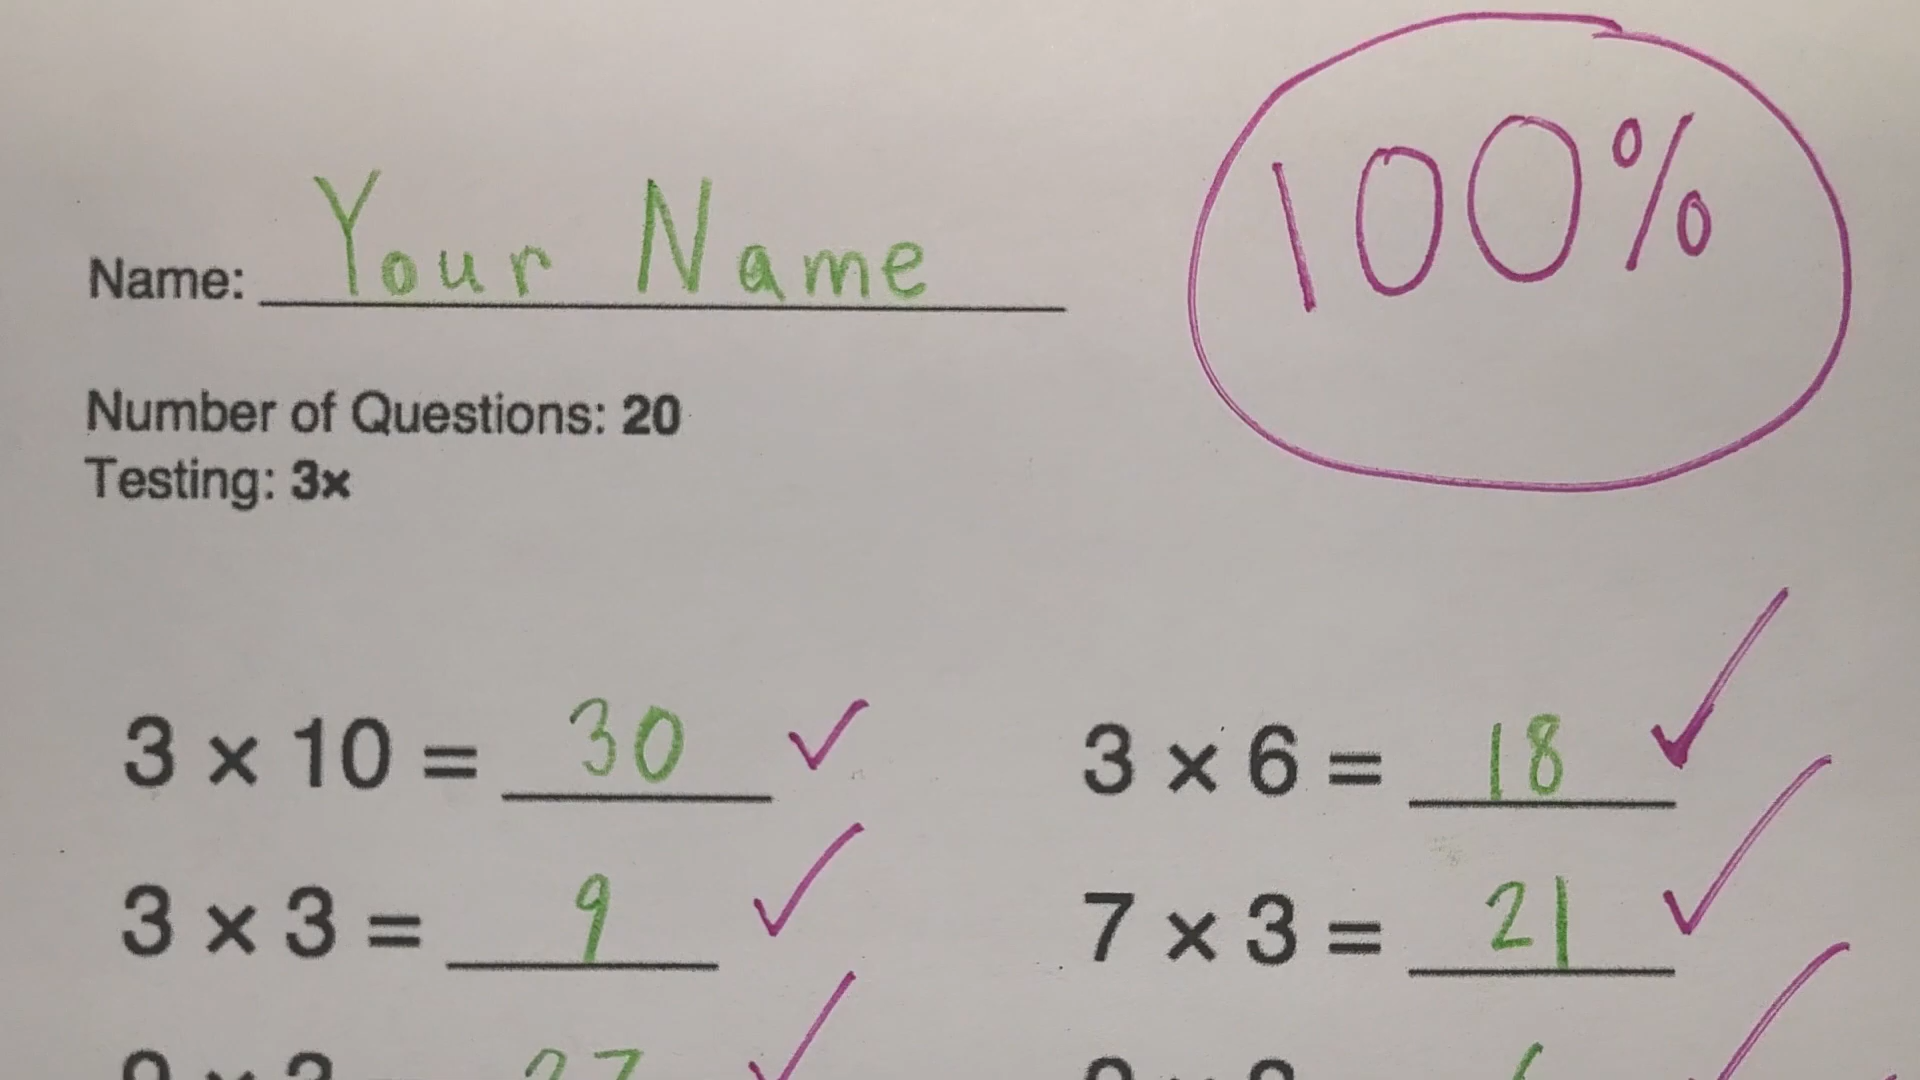 100%
Name: Your Name
Number of Questions: 20
Testing: 3x
3 × 10 = 30 ✓
3 × 6 = 18 ✓
3 × 3 = 9 ✓
7 × 3 = 21 ✓